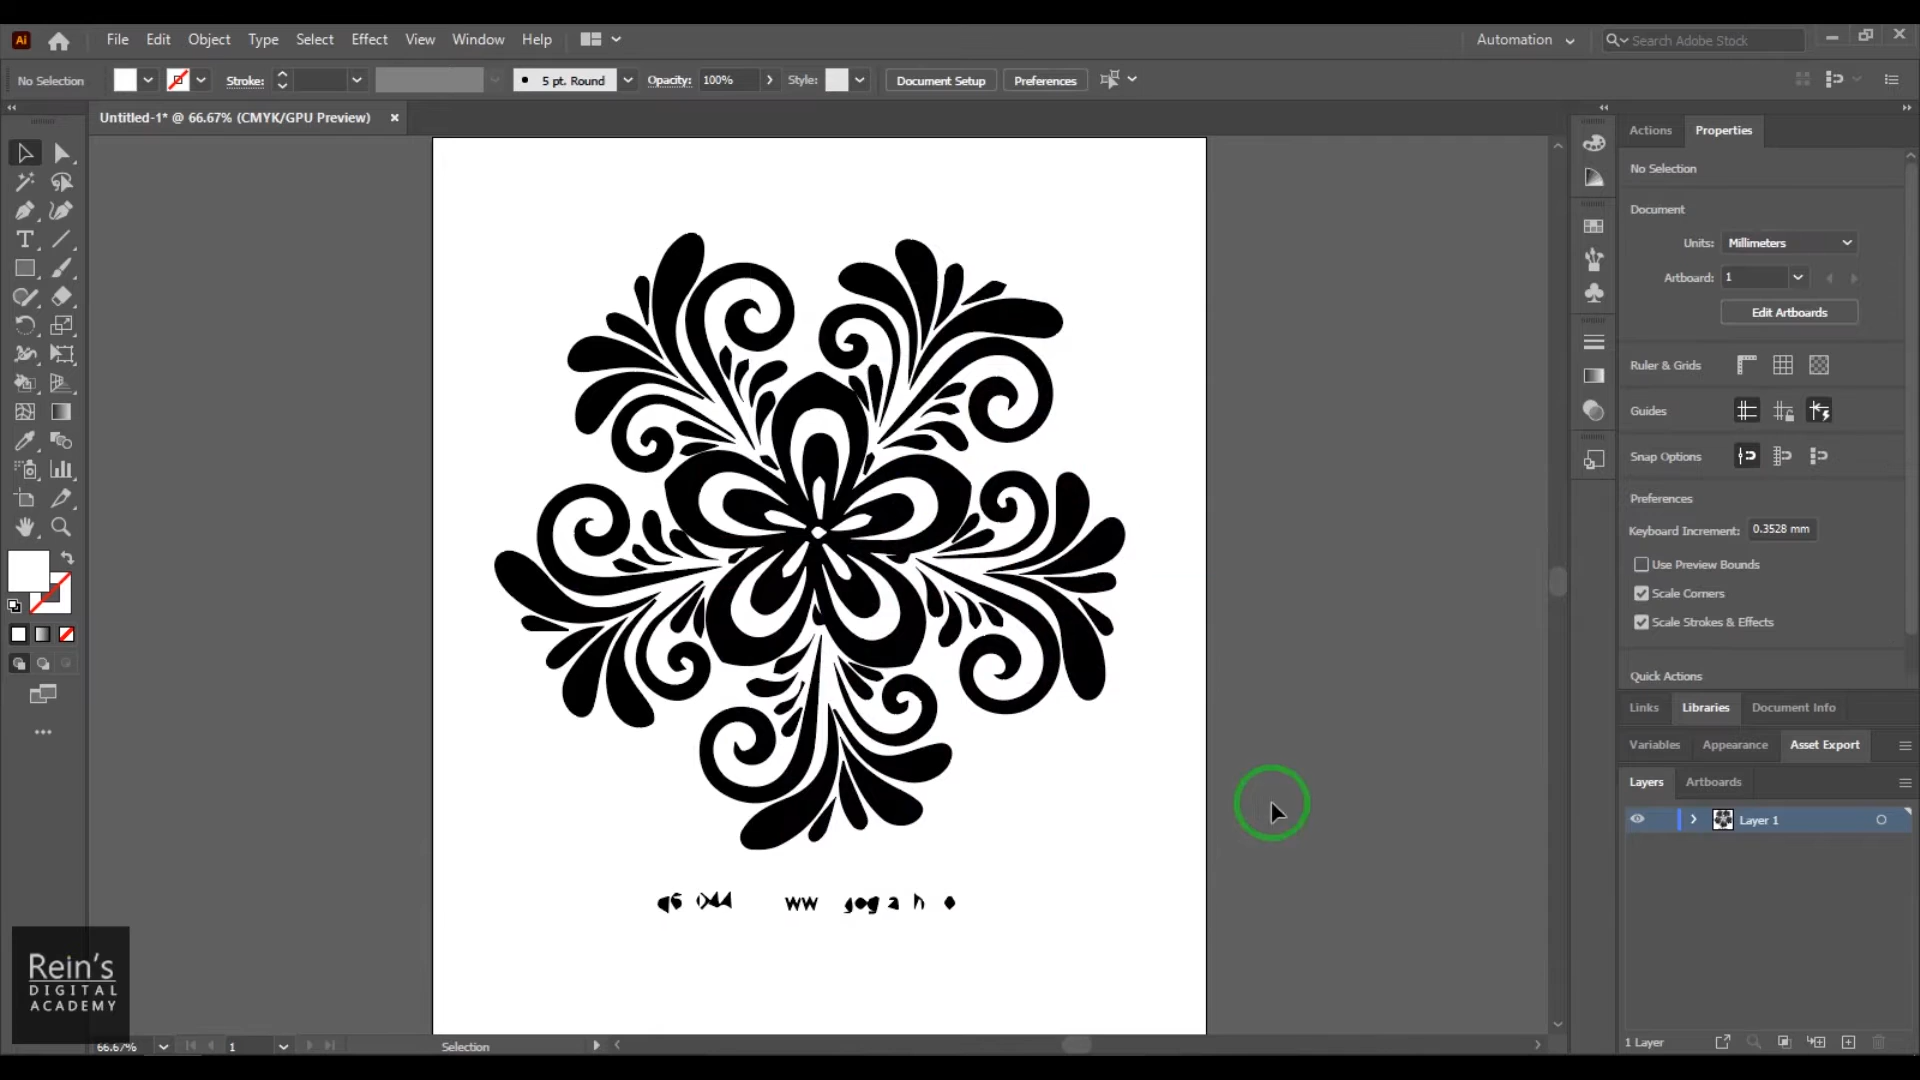 Ai File Edit Object Type Select Effect View Window Help Automation Search Adobe Stock
No Selection Stroke: 5 pt. Round Opacity: 100% Style: Document Setup Preferences
Untitled-1* @ 66.67% (CMYK/GPU Preview)
Actions Properties
No Selection
Document
Units: Millimeters
Artboard: 1
Edit Artboards
Ruler & Grids
Guides
Snap Options
Preferences
Keyboard Increment: 0.3528 mm
Use Preview Bounds
Scale Corners
Scale Strokes & Effects
Quick Actions
Links Libraries Document Info
Variables Appearance Asset Export
Layers Artboards
Layer 1
Rein's
DIGITAL
ACADEMY
66.67% 1 Selection
1 Layer